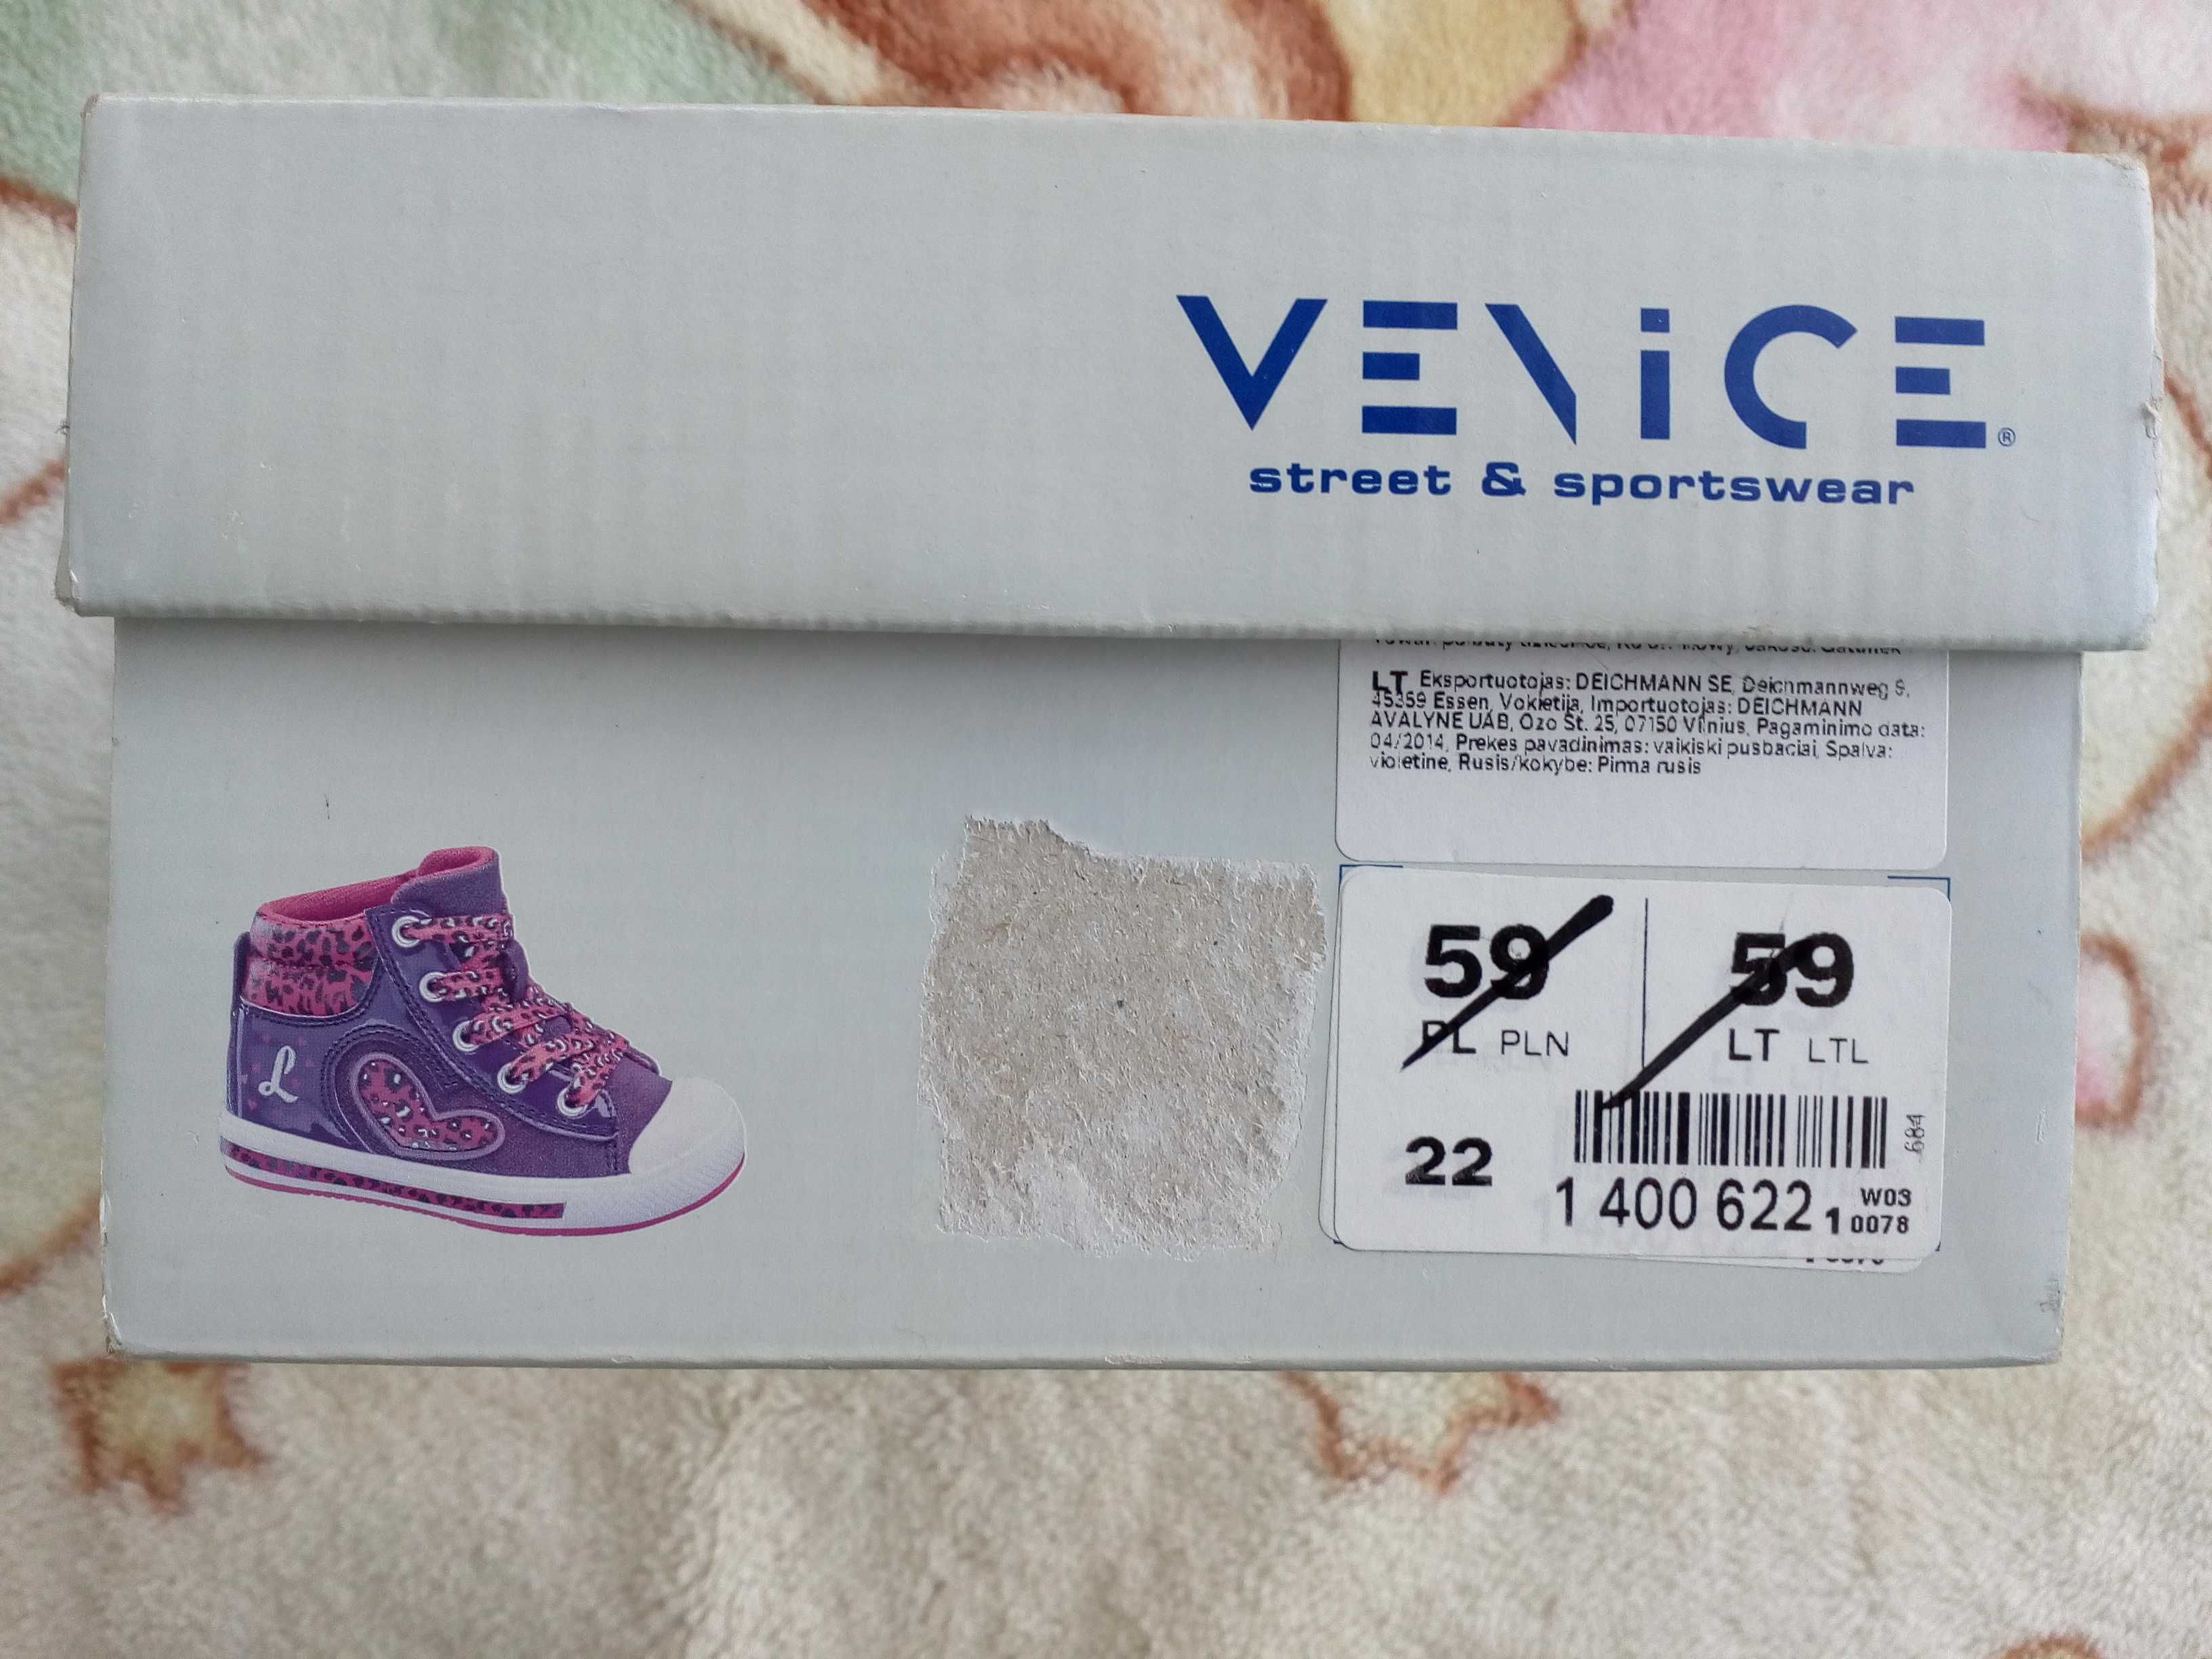 VENiCE®
street & sportswear
LT Eksportuotojas: DEICHMANN SE, Deichmannweg 9,
45359 Essen, Vokietija, Importuotojas: DEICHMANN
AVALYNE UAB, Ozo St. 25, 07150 Vilnius, Pagaminimo data:
04/2014, Prekes pavadinimas: vaikiski pusbaciai, Spalva:
violetine, Rusis/kokybe: Pirma rusis
59 59
PL PLN LT LTL
684
22
1 400 622 1 W03 0078
L